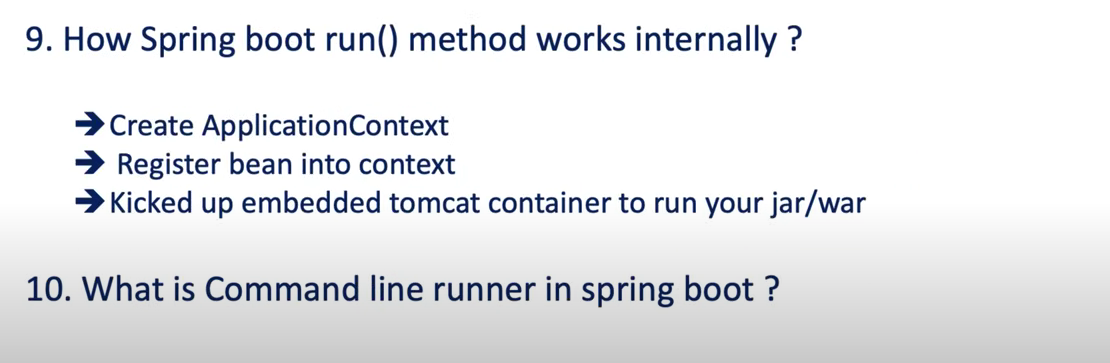 9. How Spring boot run() method works internally ?
➔ Create ApplicationContext
➔ Register bean into context
➔ Kicked up embedded tomcat container to run your jar/war
10. What is Command line runner in spring boot ?